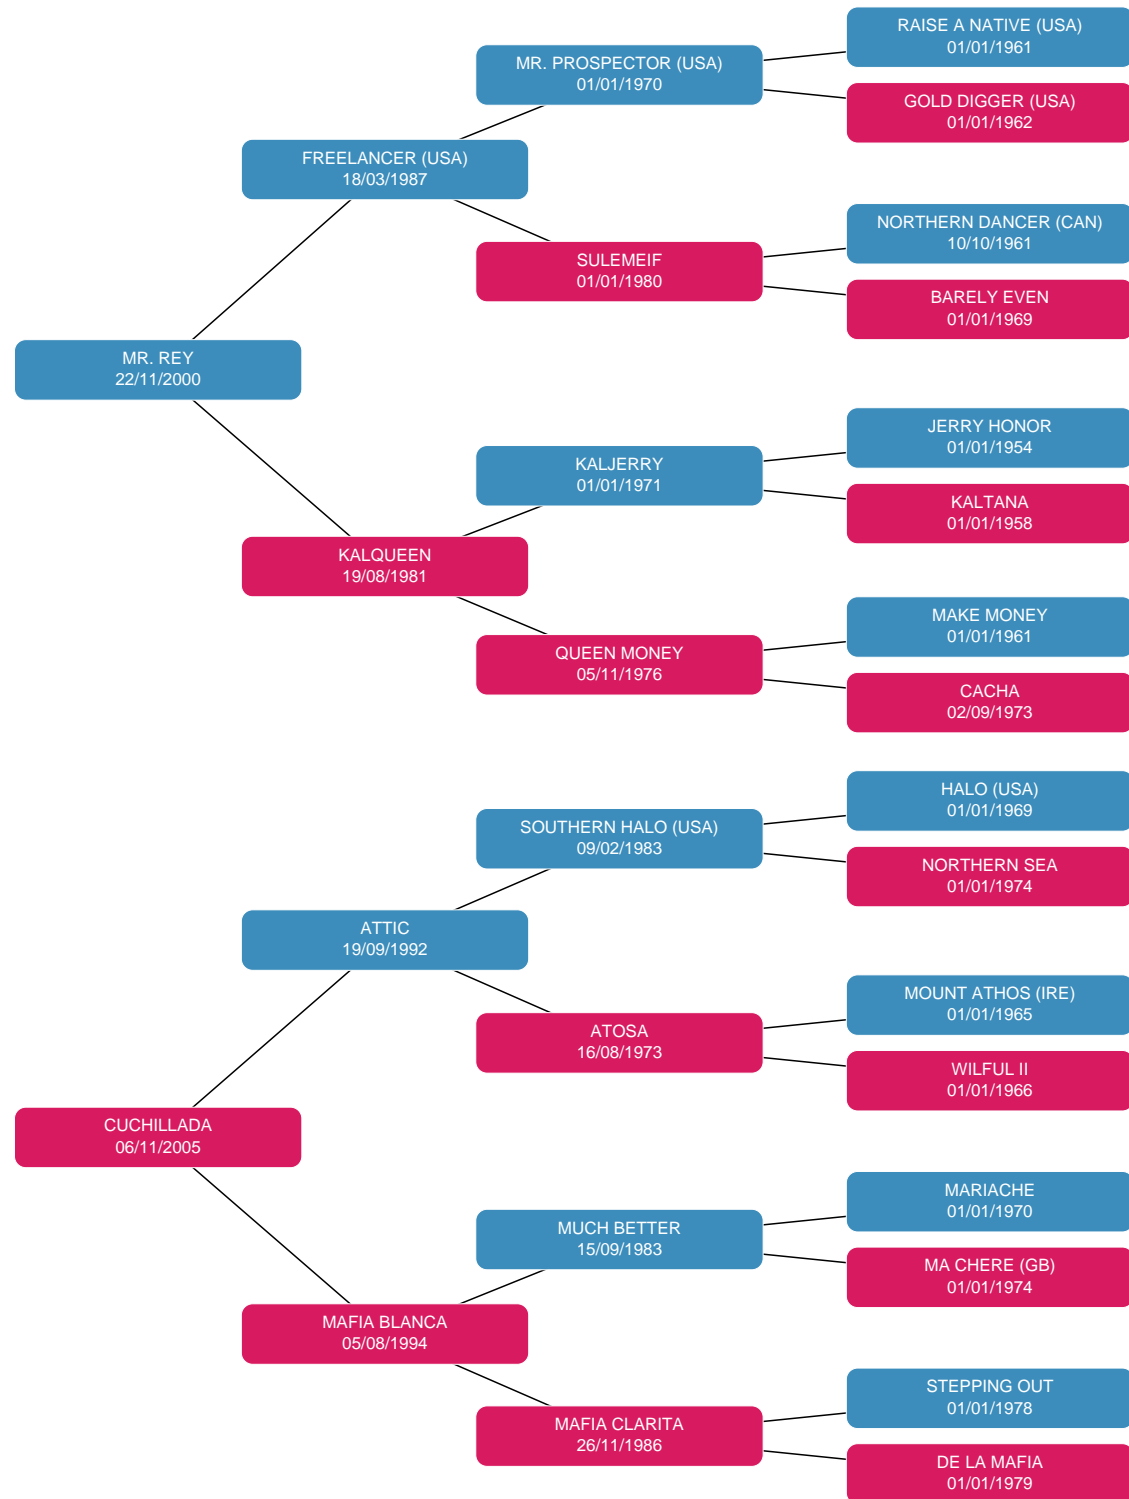 RAISE A NATIVE (USA)
01/01/1961
MR. PROSPECTOR (USA)
01/01/1970
GOLD DIGGER (USA)
01/01/1962
FREELANCER (USA)
18/03/1987
NORTHERN DANCER (CAN)
10/10/1961
SULEMEIF
01/01/1980
BARELY EVEN
01/01/1969
MR. REY
22/11/2000
JERRY HONOR
01/01/1954
KALJERRY
01/01/1971
KALTANA
01/01/1958
KALQUEEN
19/08/1981
MAKE MONEY
01/01/1961
QUEEN MONEY
05/11/1976
CACHA
02/09/1973
HALO (USA)
01/01/1969
SOUTHERN HALO (USA)
09/02/1983
NORTHERN SEA
01/01/1974
ATTIC
19/09/1992
MOUNT ATHOS (IRE)
01/01/1965
ATOSA
16/08/1973
WILFUL II
01/01/1966
CUCHILLADA
06/11/2005
MARIACHE
01/01/1970
MUCH BETTER
15/09/1983
MA CHERE (GB)
01/01/1974
MAFIA BLANCA
05/08/1994
STEPPING OUT
01/01/1978
MAFIA CLARITA
26/11/1986
DE LA MAFIA
01/01/1979